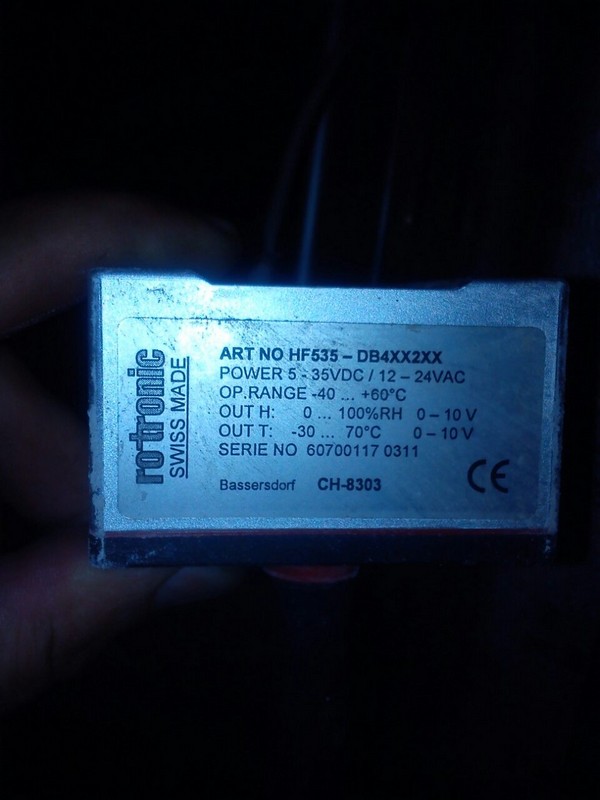 rotronic
SWISS MADE
ART NO HF535 – DB4XX2XX
POWER 5 - 35VDC / 12 – 24VAC
OP.RANGE -40 ... +60°C
OUT H: 0 ... 100%RH 0 – 10 V
OUT T: -30 ... 70°C 0 – 10 V
SERIE NO 60700117 0311
Bassersdorf CH-8303
CE